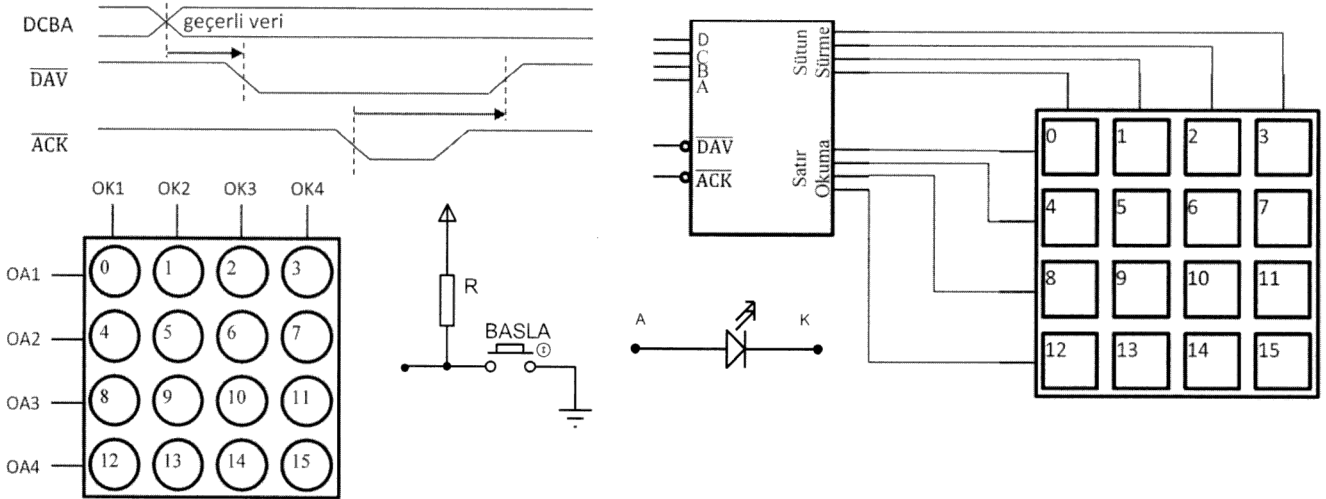 DCBA
geçerli veri
DAV
ACK
OK1 OK2 OK3 OK4
OA1
OA2
OA3
OA4
0 1 2 3
4 5 6 7
8 9 10 11
12 13 14 15
R
BASLA
A K
D
C
B
A
DAV
ACK
Sütun
Sürme
Satır
Okuma
0 1 2 3
4 5 6 7
8 9 10 11
12 13 14 15